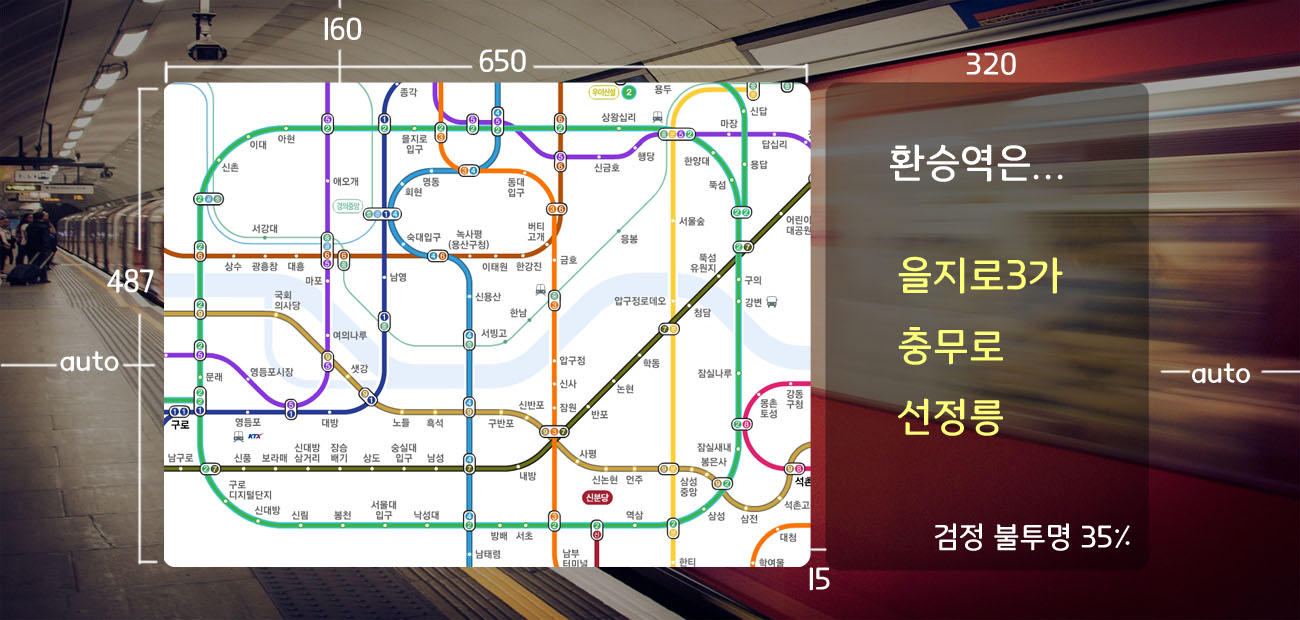 160
650
320
487
auto
auto
15
종각
우이신설 2
용두
신답
상왕십리
마장
답십리
아현
이대
신촌
을지로
입구
행당
신금호
한양대
용답
뚝섬
애오개
명동
회현
동대
입구
경의중앙
서강대
숙대입구
녹사평
(용산구청)
버티
고개
서울숲
응봉
어린이
대공원
상수
광흥창
대흥
마포
이태원
한강진
금호
뚝섬
유원지
구의
강변
남영
국회
의사당
신용산
한남
압구정로데오
청담
여의나루
서빙고
압구정
학동
잠실나루
문래
영등포시장
샛강
신사
논현
강동
구청
몽촌
토성
구로
영등포
KTX
대방
노들
흑석
구반포
신반포
잠원
반포
남구로
신풍
보라매
신대방
삼거리
장승
배기
상도
숭실대
입구
남성
내방
사평
신논현
언주
삼성
중앙
봉은사
잠실새내
석촌
석촌고
구로
디지털단지
신대방
신림
봉천
서울대
입구
낙성대
방배
서초
신분당
역삼
삼성
삼전
대청
학여울
남태령
남부
터미널
한티
환승역은...
을지로3가
충무로
선정릉
검정 불투명 35%